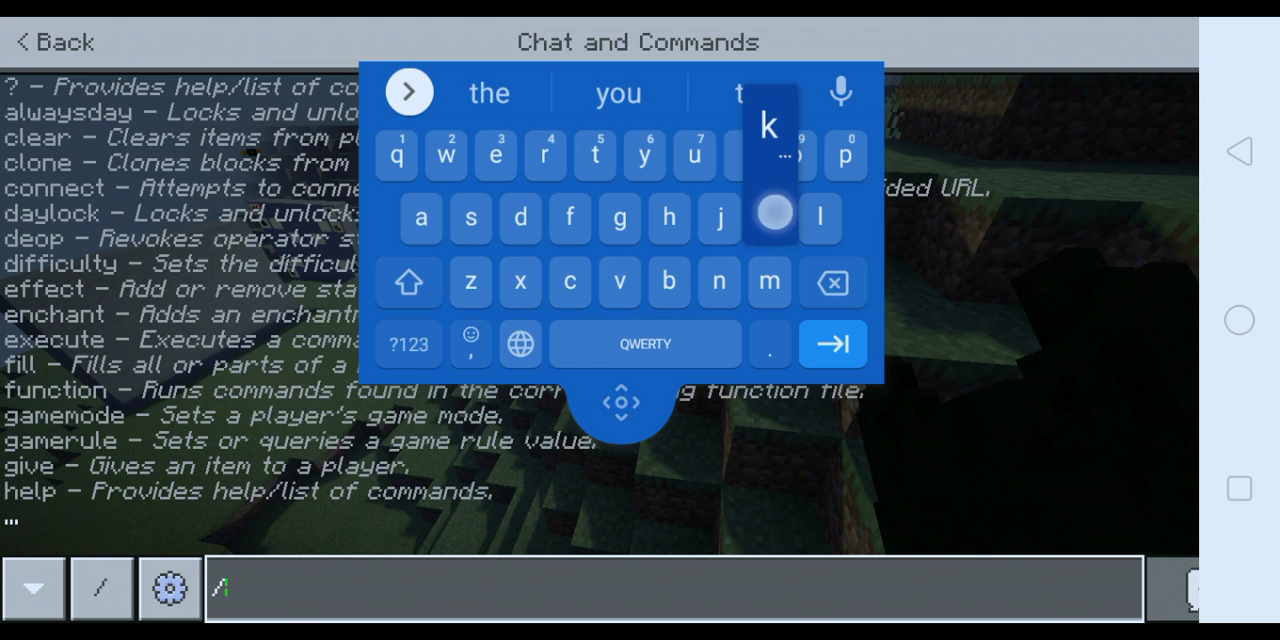 < Back
Chat and Commands
? – Provides help/list of co
alwaysday – Locks and unlo
clear – Clears items from pl
clone – Clones blocks from
connect – Attempts to conne ded URL.
daylock – Locks and unlock
deop – Revokes operator s
difficulty – Sets the difficul
effect – Add or remove sta
enchant – Adds an enchant
execute – Executes a comma
fill – Fills all or parts of a
function – Runs commands found in the corr g function file.
gamemode – Sets a player's game mode.
gamerule – Sets or queries a game rule value.
give – Gives an item to a player.
help – Provides help/list of commands.
...
the you t
k
...
1 2 3 4 5 6 7 9 0
q w e r t y u p
a s d f g h j l
z x c v b n m
?123 , QWERTY .
/ /